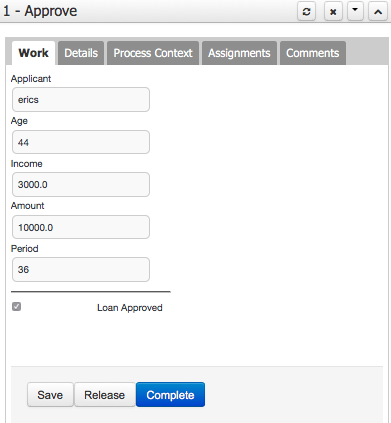 1 - Approve
Work Details Process Context Assignments Comments
Applicant
erics
Age
44
Income
3000.0
Amount
10000.0
Period
36
Loan Approved
Save Release Complete